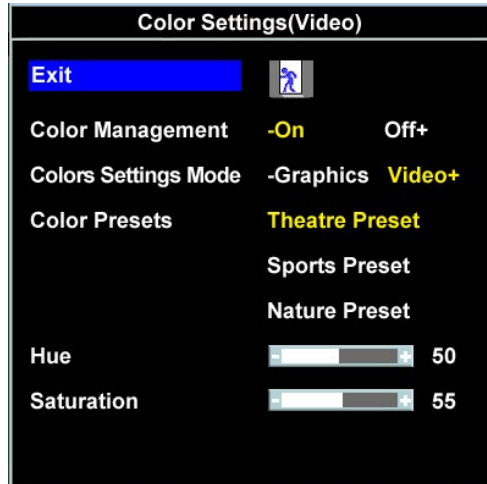 Color Settings(Video)
Exit
Color Management -On Off+
Colors Settings Mode -Graphics Video+
Color Presets Theatre Preset
Sports Preset
Nature Preset
Hue - + 50
Saturation - + 55